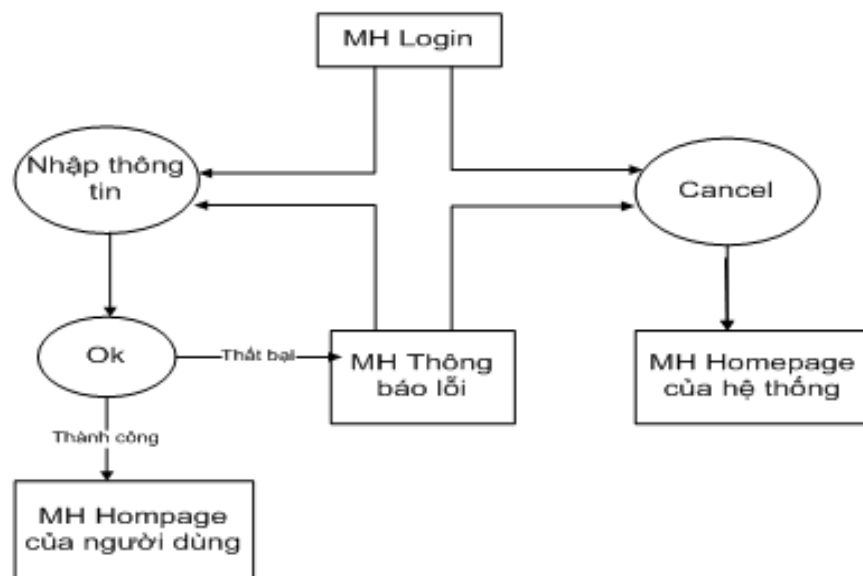 MH Login
Nhập thông
tin
Cancel
Ok
Thất bại
MH Thông
báo lỗi
MH Homepage
của hệ thống
Thành công
MH Hompage
của người dùng